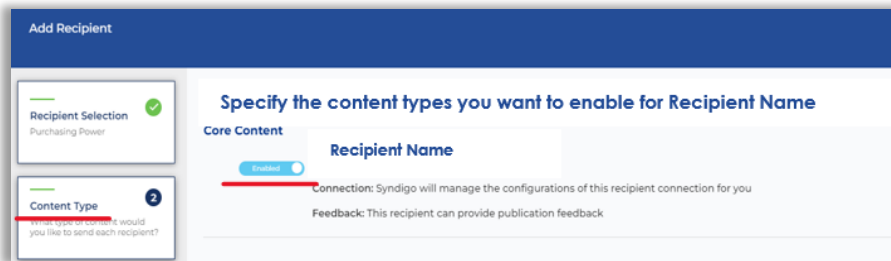 Add Recipient
Recipient Selection
Purchasing Power
Content Type
2
What type of content would
you like to send each recipient?
Specify the content types you want to enable for Recipient Name
Core Content
Recipient Name
Enabled
Connection: Syndigo will manage the configurations of this recipient connection for you
Feedback: This recipient can provide publication feedback